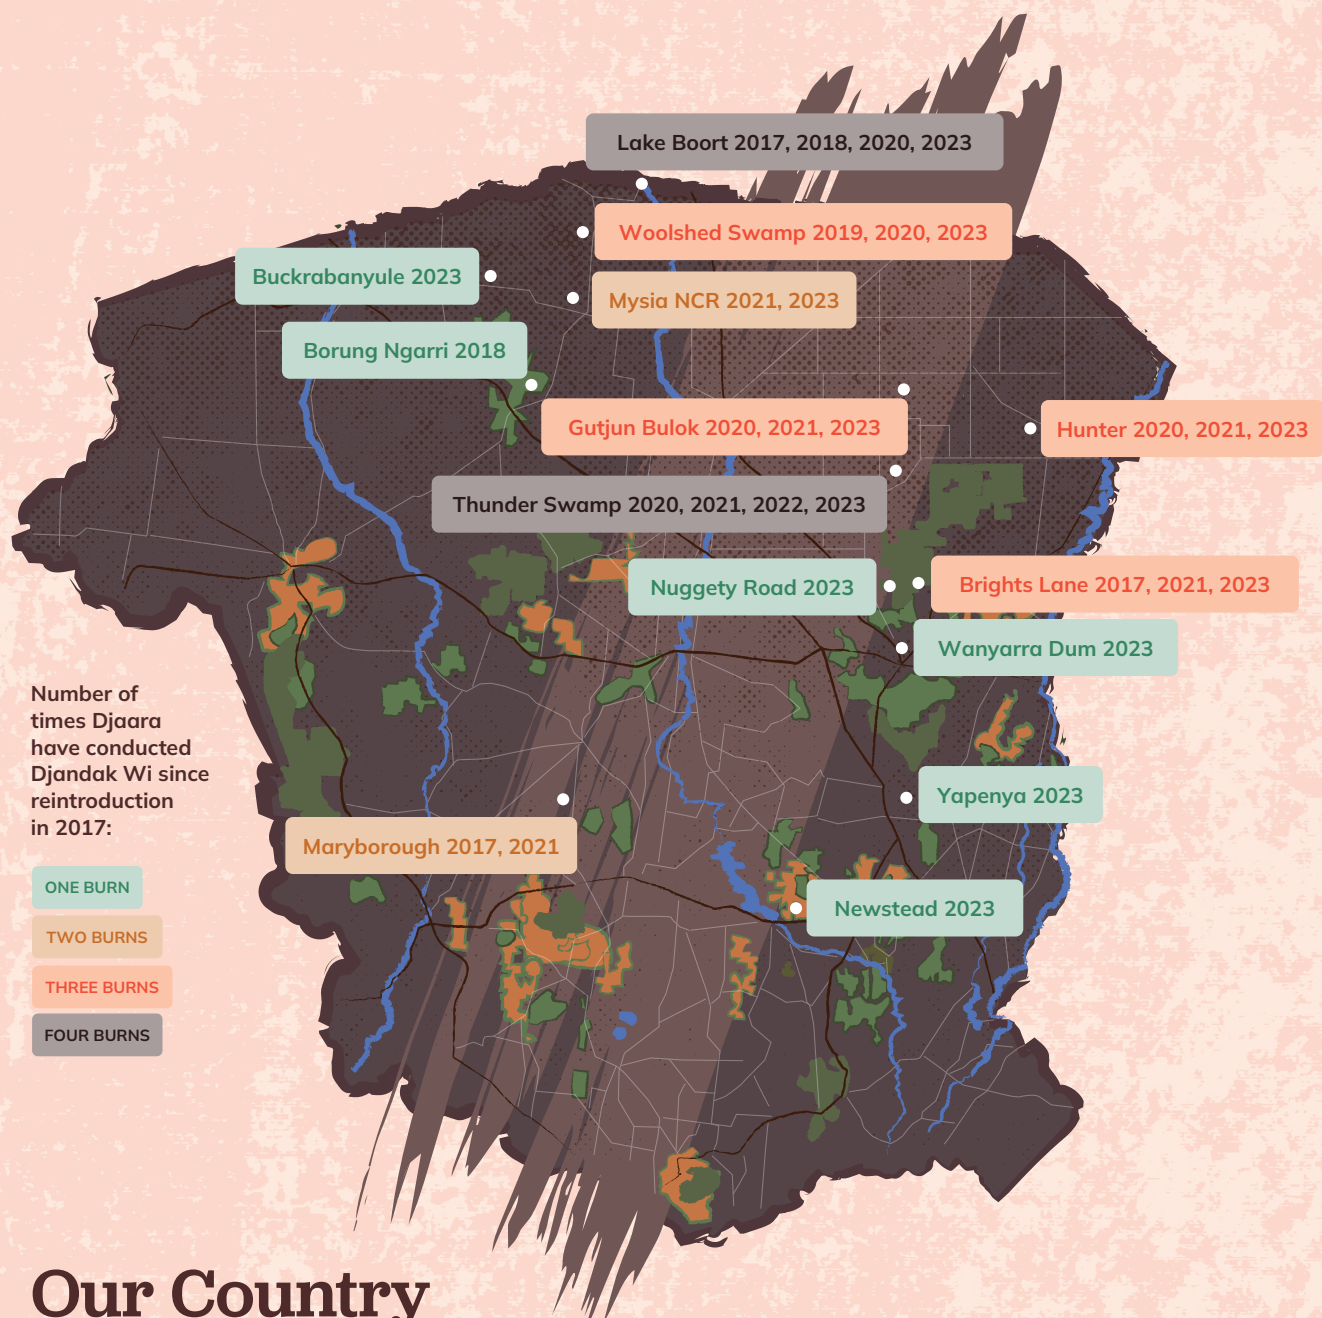 Lake Boort 2017, 2018, 2020, 2023
Woolshed Swamp 2019, 2020, 2023
Buckrabanyule 2023
Mysia NCR 2021, 2023
Borung Ngarri 2018
Gutjun Bulok 2020, 2021, 2023
Hunter 2020, 2021, 2023
Thunder Swamp 2020, 2021, 2022, 2023
Nuggety Road 2023
Brights Lane 2017, 2021, 2023
Wanyarra Dum 2023
Yapenya 2023
Maryborough 2017, 2021
Newstead 2023
Number of
times Djaara
have conducted
Djandak Wi since
reintroduction
in 2017:
ONE BURN
TWO BURNS
THREE BURNS
FOUR BURNS
Our Country